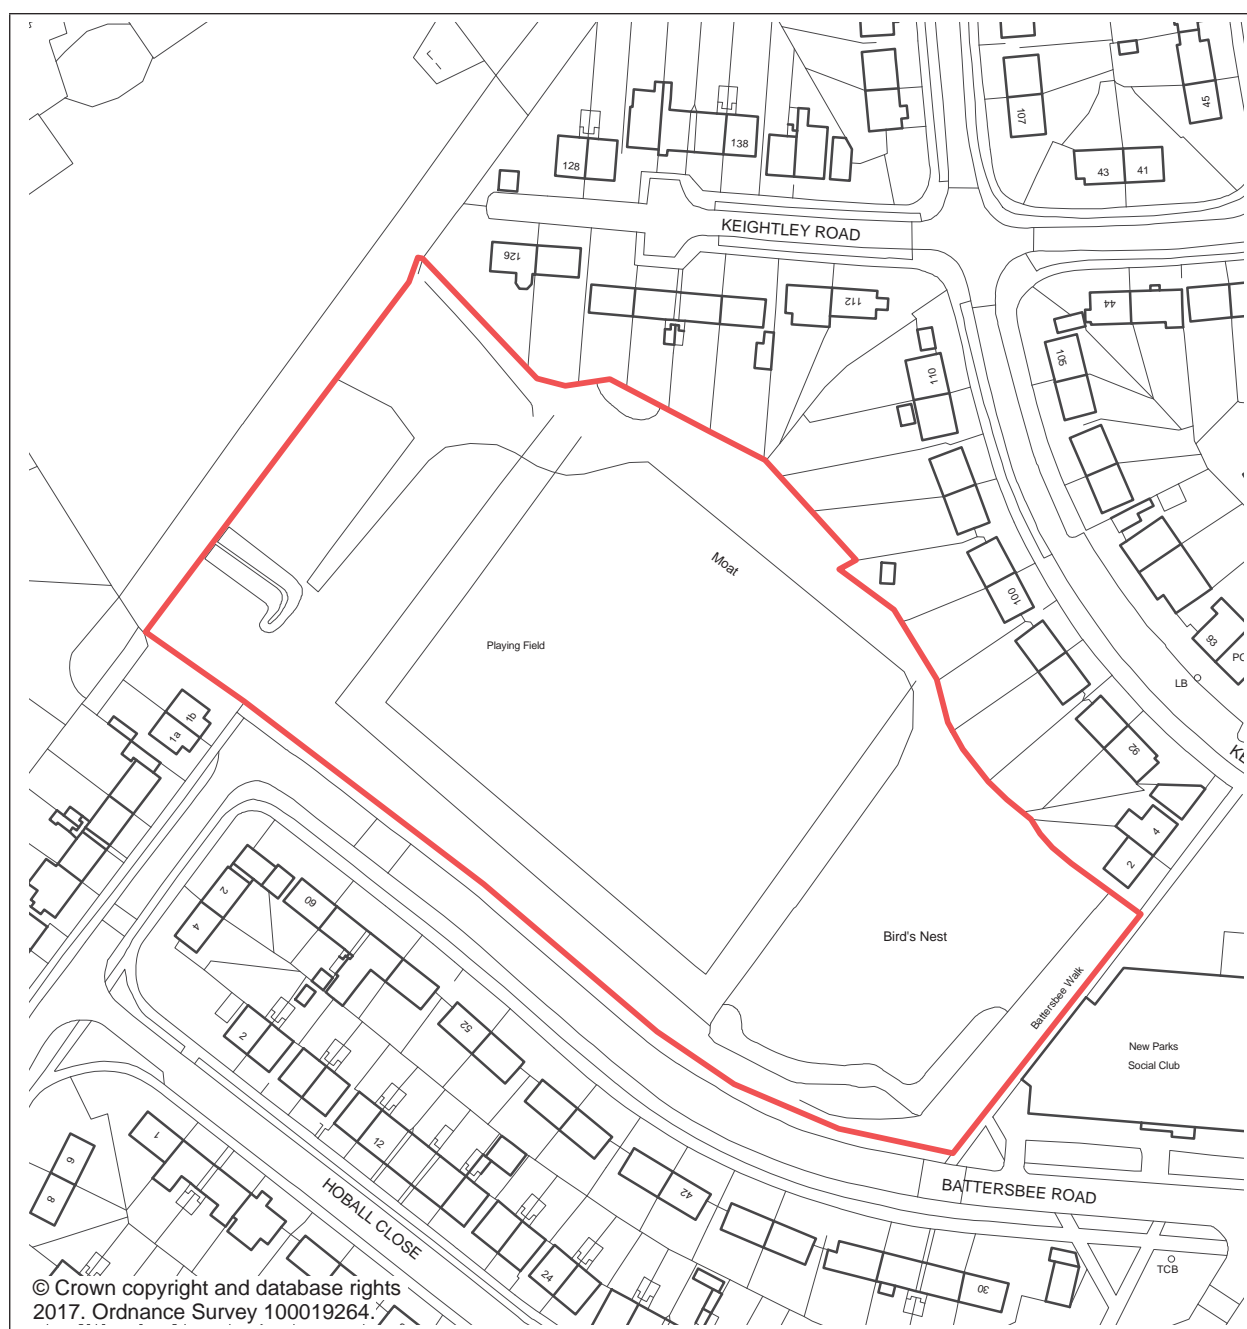 45
107
138
128
43
41
KEIGHTLEY ROAD
126
112
44
105
110
Moat
100
93
PO
Playing Field
LB
1b
1a
92
KE
4
2
2
60
4
Bird's Nest
Battersbee Walk
52
2
New Parks
Social Club
12
1
6
8
42
HOBALL CLOSE
BATTERSBEE ROAD
TCB
24
30
© Crown copyright and database rights
2017. Ordnance Survey 100019264.